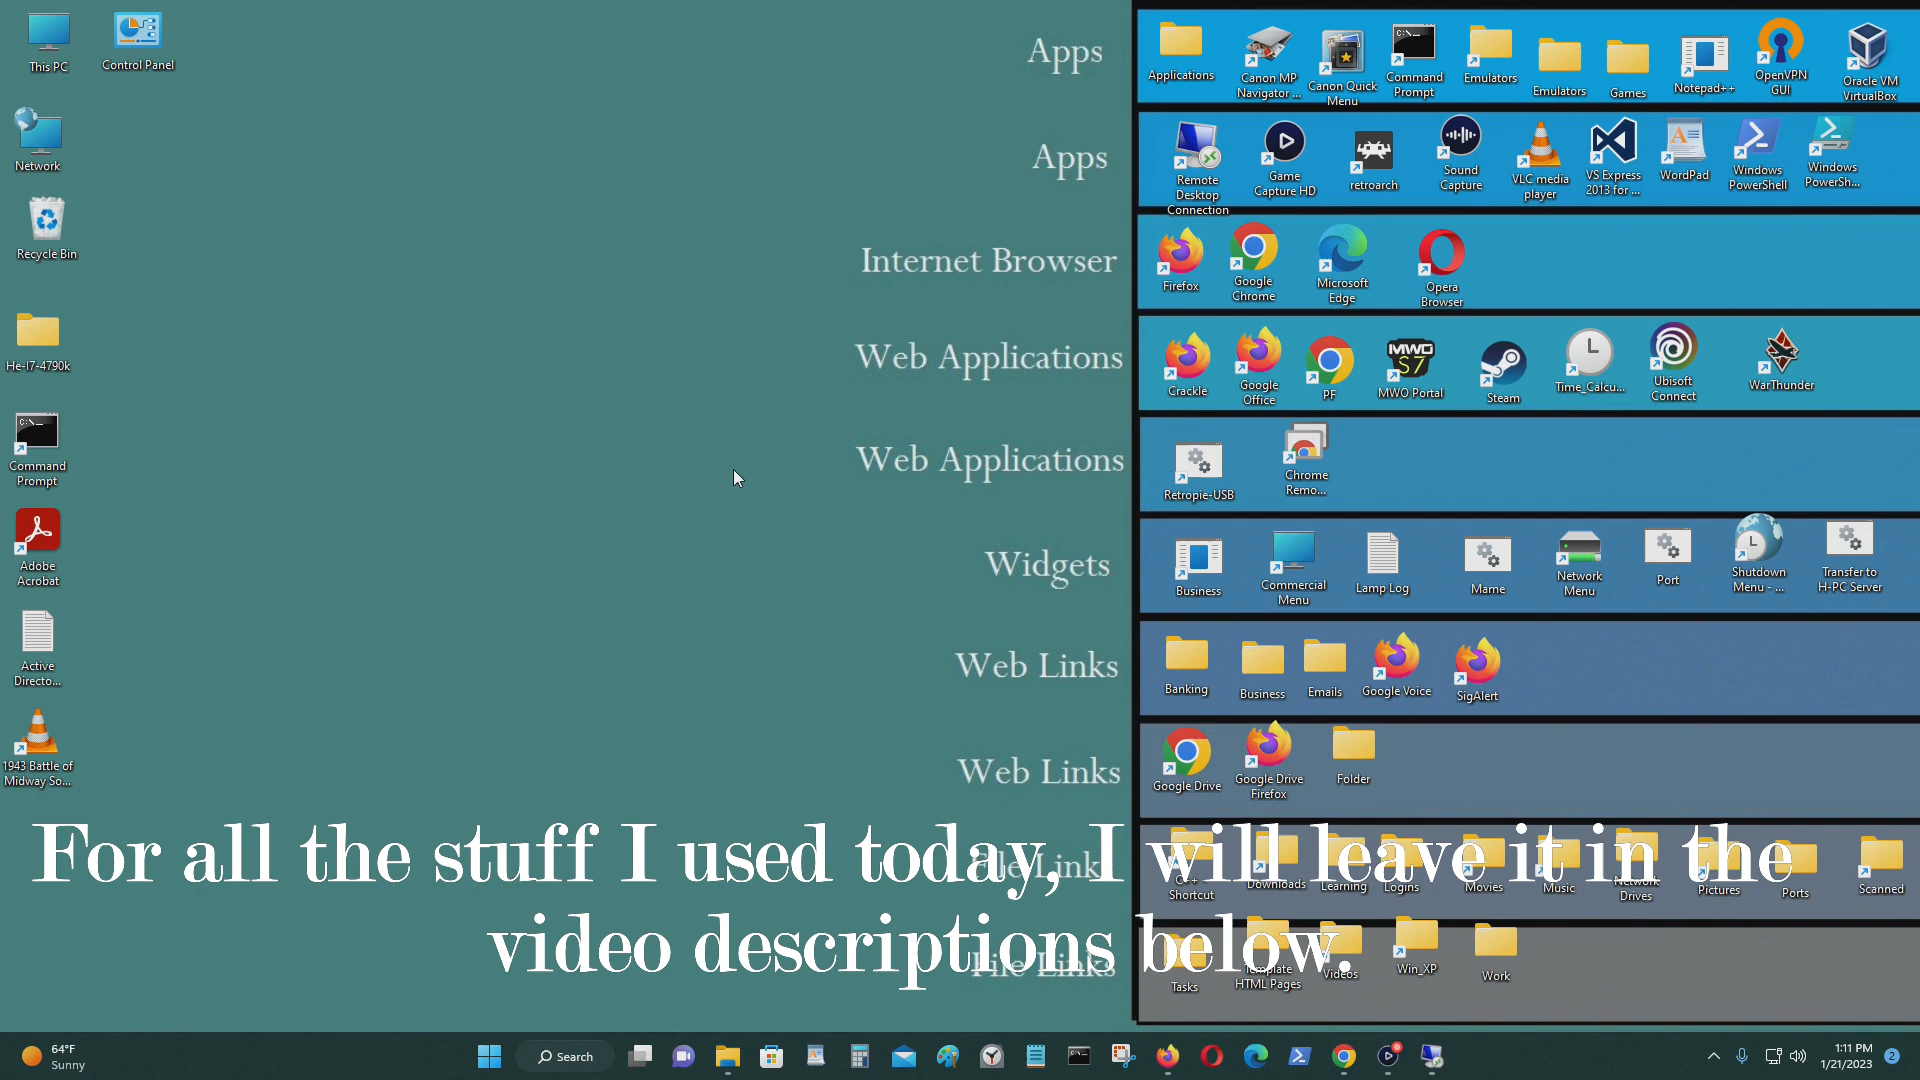 This PC
Control Panel
Network
Recycle Bin
He-I7-4790k
Command
Prompt
Adobe
Acrobat
Active
Directo...
1943 Battle of
Midway So...
Apps
Applications
Canon MP
Navigator ...
Canon Quick
Menu
Command
Prompt
Emulators
Emulators
Games
Notepad++
OpenVPN
GUI
Oracle VM
VirtualBox
Apps
Remote
Desktop
Connection
Game
Capture HD
retroarch
Sound
Capture
VLC media
player
VS Express
2013 for ...
WordPad
Windows
PowerShell
Windows
PowerSh...
Internet Browser
Firefox
Google
Chrome
Microsoft
Edge
Opera
Browser
Web Applications
Crackle
Google
Office
PF
MWO
S7
MWO Portal
Steam
Time_Calcu...
Ubisoft
Connect
WarThunder
Web Applications
Retropie-USB
Chrome
Remo...
Widgets
Business
Commercial
Menu
Lamp Log
Mame
Network
Menu
Port
Shutdown
Menu - ...
Transfer to
H-PC Server
Web Links
Banking
Business
Emails
Google Voice
SigAlert
Web Links
Google Drive
Google Drive
Firefox
Folder
File Links
C++
Shortcut
Downloads
Learning
Logins
Movies
Music
Network
Drives
Pictures
Ports
Scanned
File Links
Tasks
Template
HTML Pages
Videos
Win_XP
Work
For all the stuff I used today, I will leave it in the
video descriptions below.
64°F
Sunny
Search
1:11 PM
1/21/2023
2